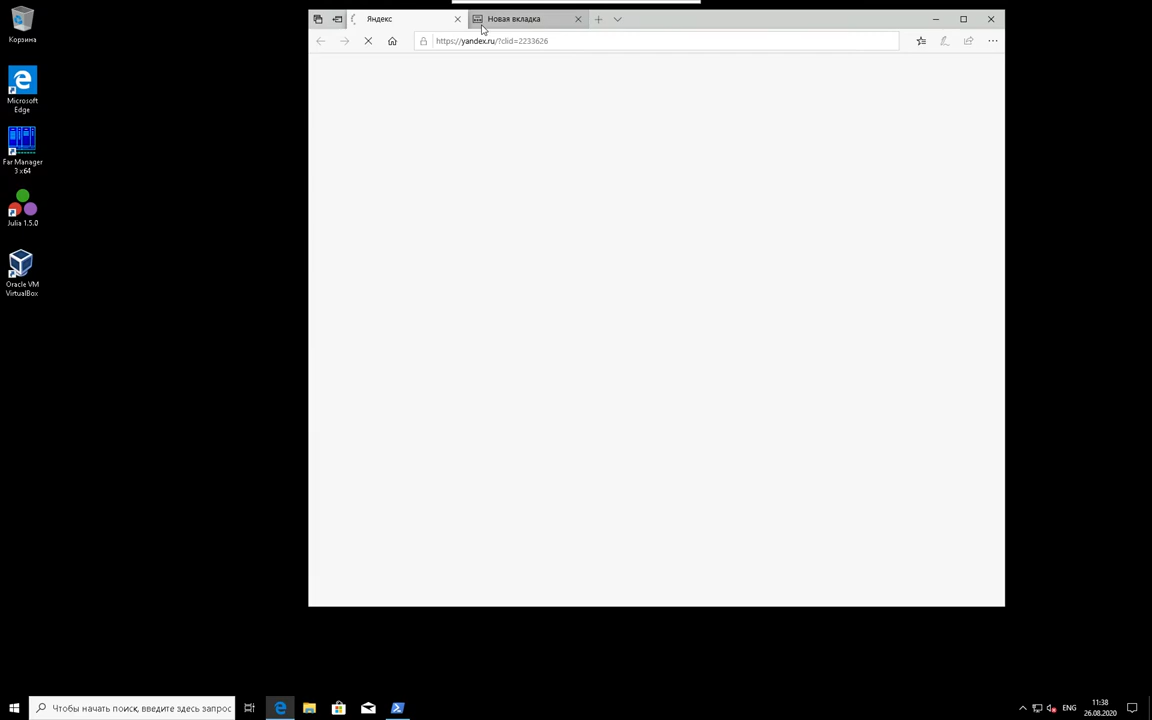 Корзина
Microsoft
Edge
Far Manager
3 x64
Julia 1.5.0
Oracle VM
VirtualBox
Яндекс
Новая вкладка
https://yandex.ru/?clid=2233626
Чтобы начать поиск, введите здесь запрос
ENG
11:38
26.08.2020